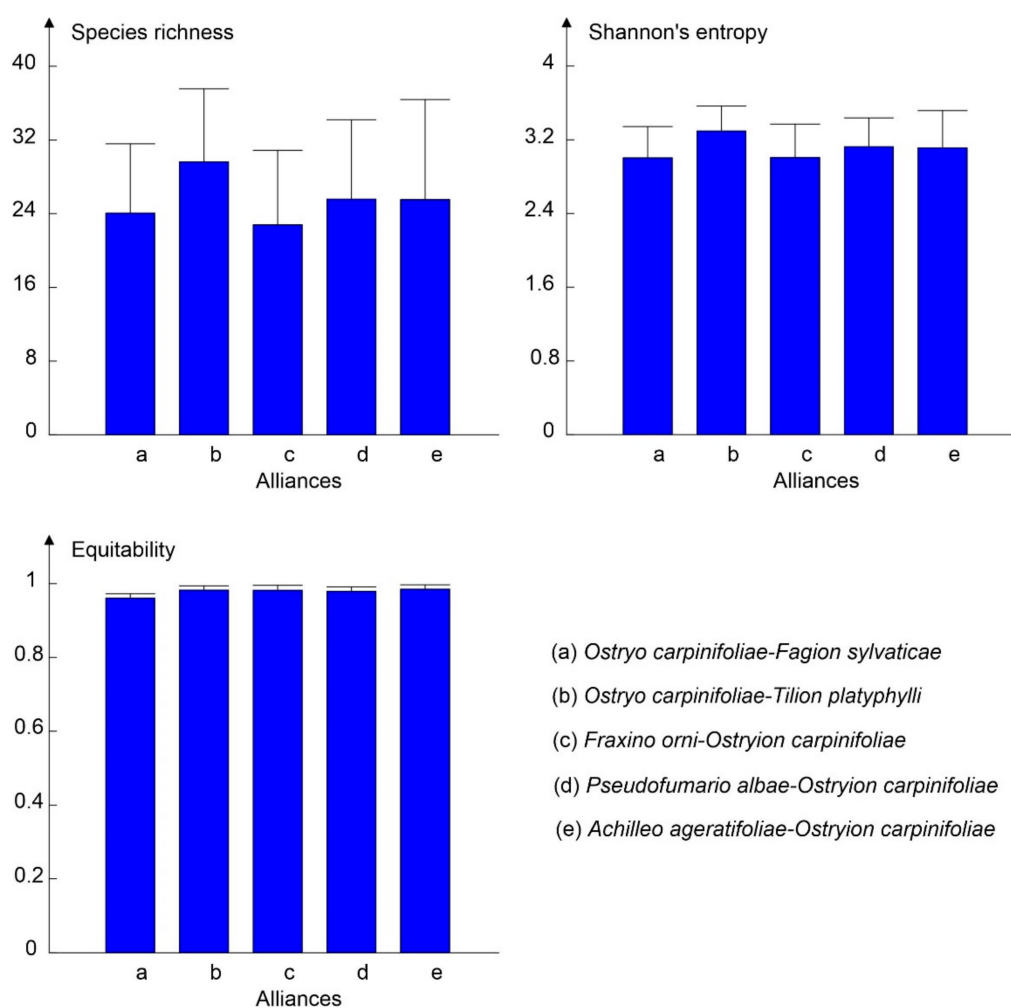 Species richness
40
32
24
16
8
0
a b c d e
Alliances
Shannon's entropy
4
3.2
2.4
1.6
0.8
0
a b c d e
Alliances
Equitability
1
0.8
0.6
0.4
0.2
0
a b c d e
Alliances
(a) Ostryo carpinifoliae-Fagion sylvaticae
(b) Ostryo carpinifoliae-Tilion platyphylli
(c) Fraxino orni-Ostryion carpinifoliae
(d) Pseudofumario albae-Ostryion carpinifoliae
(e) Achilleo ageratifoliae-Ostryion carpinifoliae